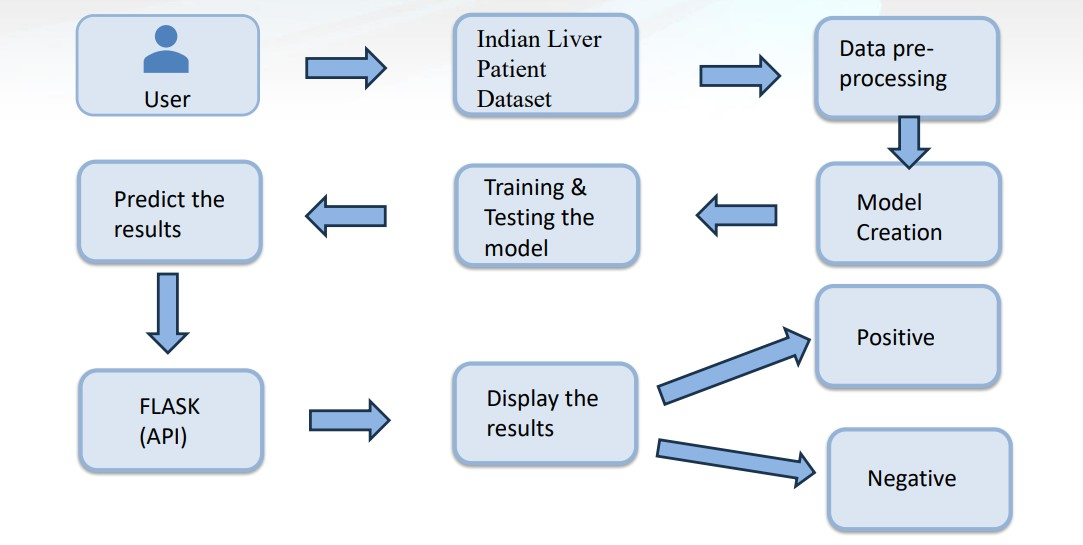 User
Indian Liver
Patient
Dataset
Data pre-
processing
Predict the
results
Training &
Testing the
model
Model
Creation
Positive
FLASK
(API)
Display the
results
Negative